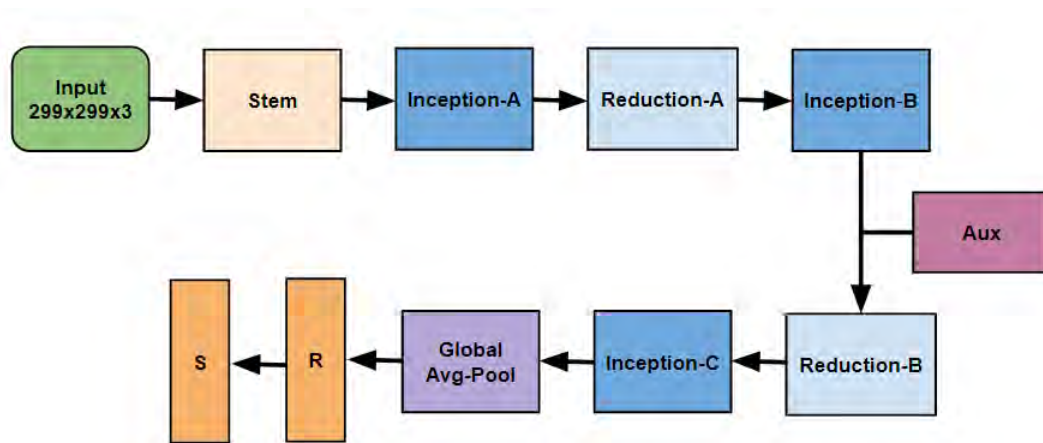 Input
299x299x3
Stem
Inception-A
Reduction-A
Inception-B
Aux
S
R
Global
Avg-Pool
Inception-C
Reduction-B